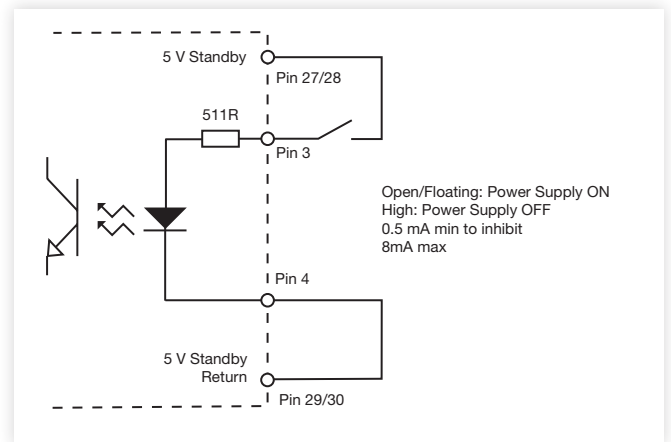 5 V Standby
Pin 27/28
511R
Pin 3
Open/Floating: Power Supply ON
High: Power Supply OFF
0.5 mA min to inhibit
8mA max
Pin 4
5 V Standby
Return
Pin 29/30